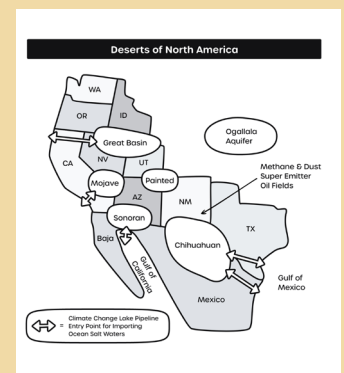 Deserts of North America
WA
OR
ID
Great Basin
Ogallala
Aquifer
CA
NV
UT
Methane & Dust
Super Emitter
Oil Fields
Mojave
Painted
AZ
NM
Sonoran
TX
Baja
Chihuahuan
Gulf of
California
Gulf of
Mexico
Mexico
Climate Change Lake Pipeline
= Entry Point for Importing
Ocean Salt Waters